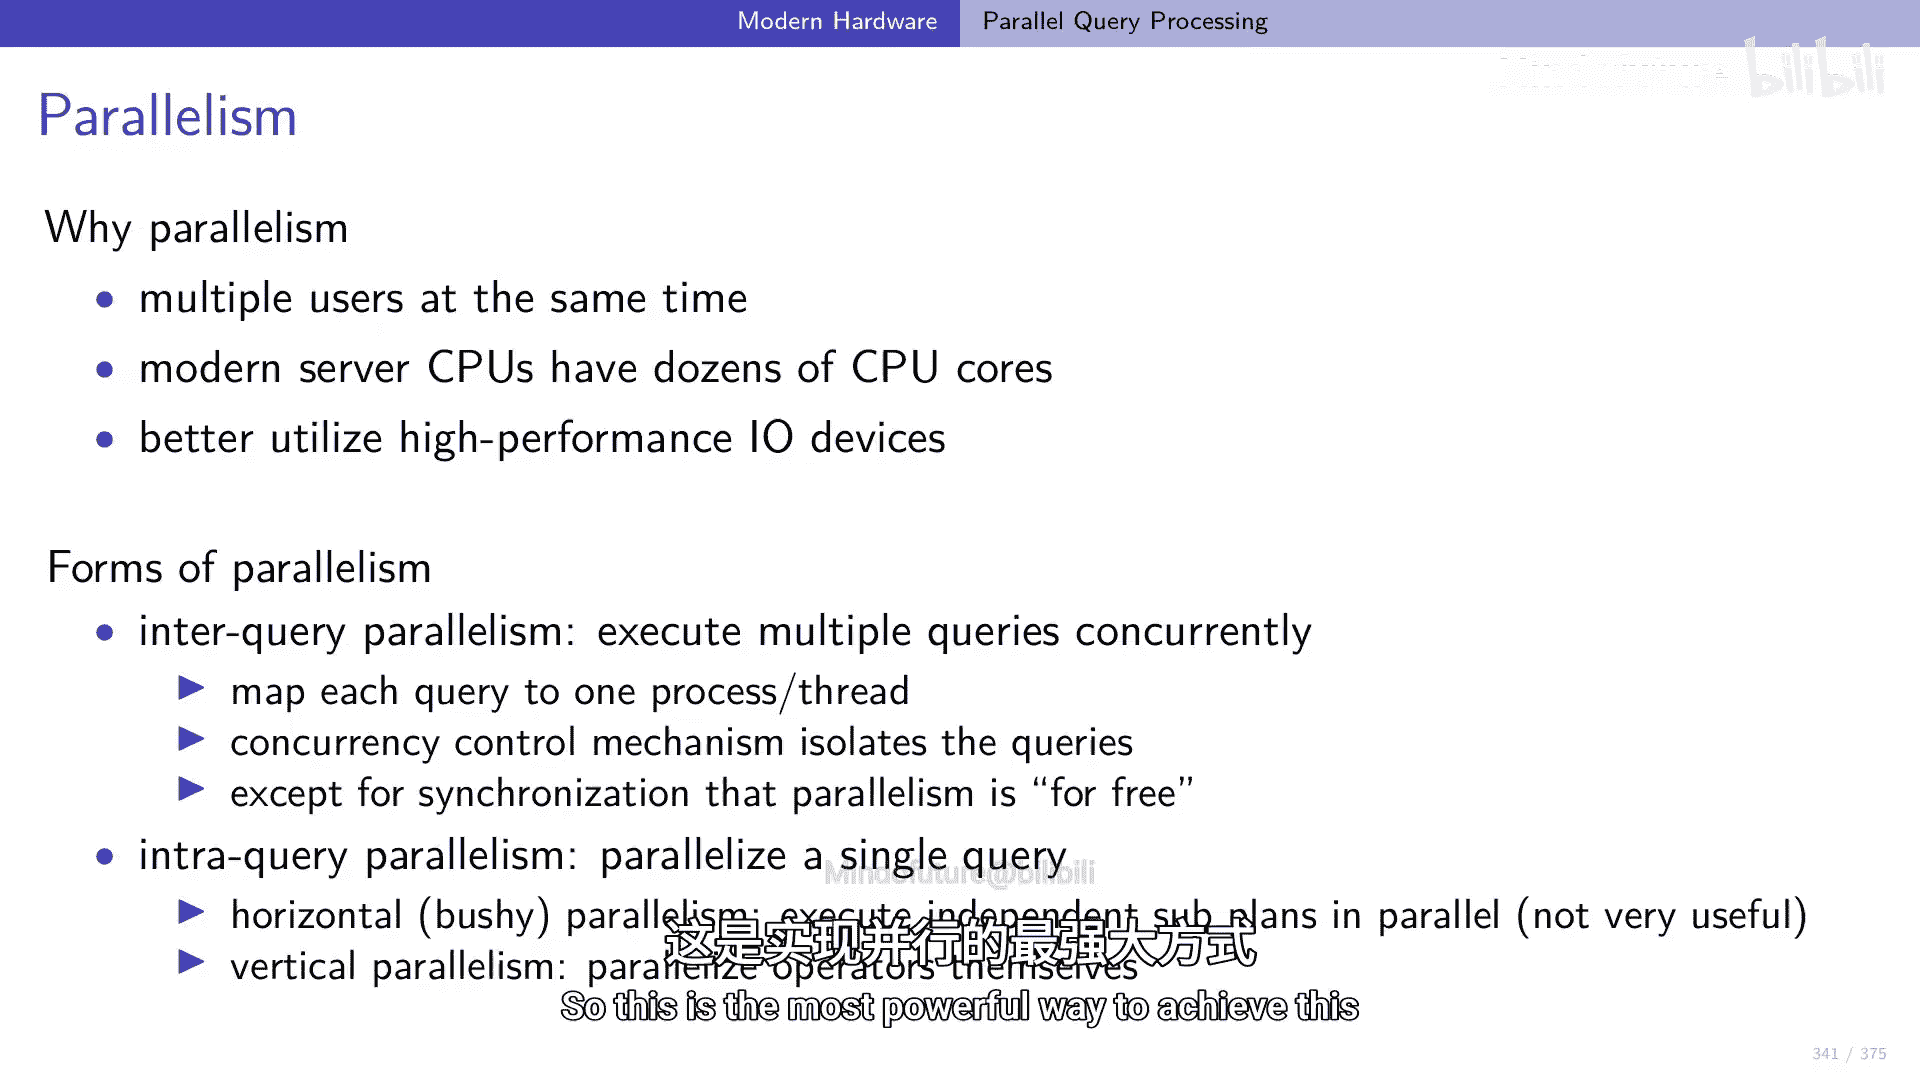 Modern Hardware
Parallel Query Processing
bilibili
Parallelism
Why parallelism
• multiple users at the same time
• modern server CPUs have dozens of CPU cores
• better utilize high-performance IO devices
Forms of parallelism
• inter-query parallelism: execute multiple queries concurrently
▶ map each query to one process/thread
▶ concurrency control mechanism isolates the queries
▶ except for synchronization that parallelism is “for free”
• intra-query parallelism: parallelize a single query
Mindofuture@bilibili
▶ horizontal (bushy) parallelism: execute independent sub plans in parallel (not very useful)
这是实现并行的最强大方式
▶ vertical parallelism: parallelize operators themselves
So this is the most powerful way to achieve this
341 / 375